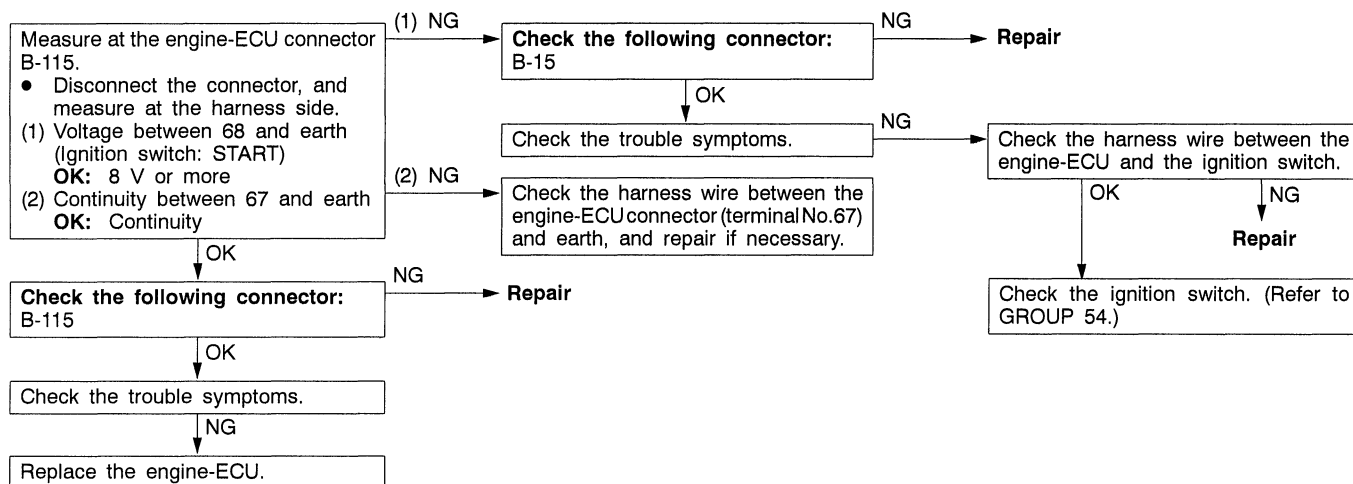 Measure at the engine-ECU connector
B-115.
● Disconnect the connector, and
measure at the harness side.
(1) Voltage between 68 and earth
(Ignition switch: START)
OK: 8 V or more
(2) Continuity between 67 and earth
OK: Continuity
(1) NG
Check the following connector:
B-15
NG
Repair
OK
Check the trouble symptoms.
NG
Check the harness wire between the
engine-ECU and the ignition switch.
OK
NG
Repair
Check the ignition switch. (Refer to
GROUP 54.)
(2) NG
Check the harness wire between the
engine-ECU connector (terminal No.67)
and earth, and repair if necessary.
OK
Check the following connector:
B-115
NG
Repair
OK
Check the trouble symptoms.
NG
Replace the engine-ECU.